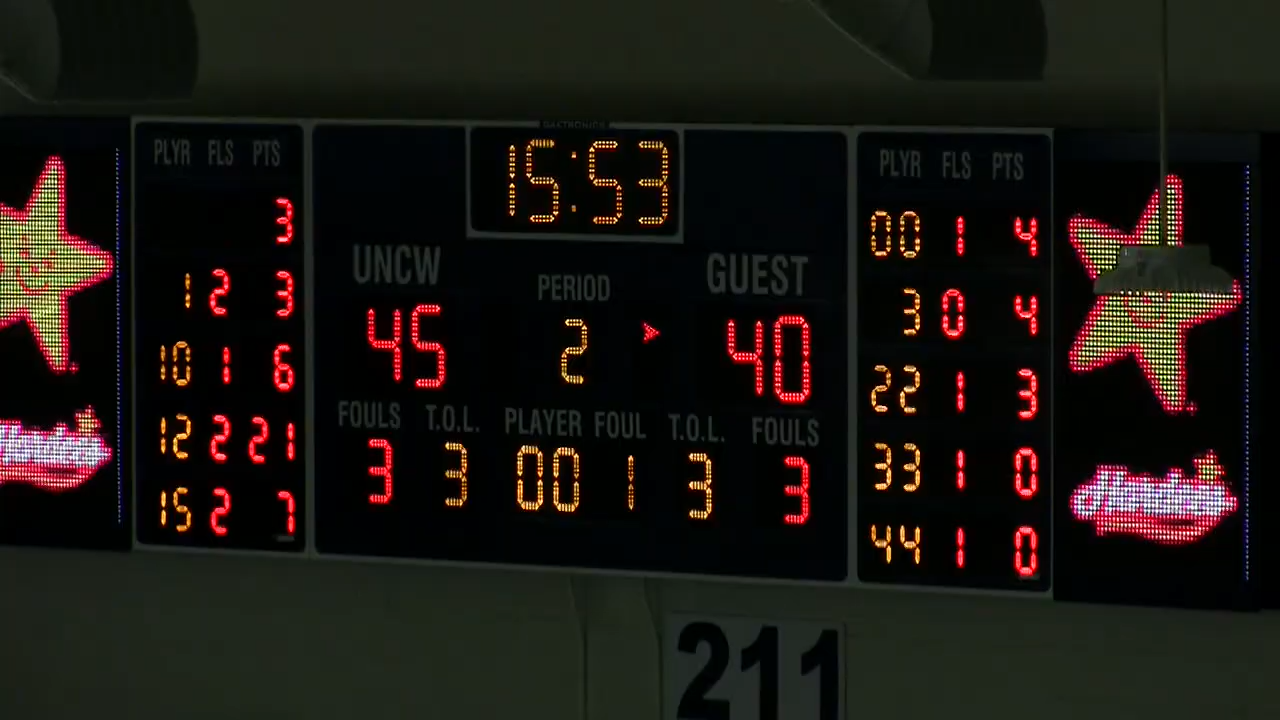 DAKTRONICS
PLYR FLS PTS
3
1 2 3
10 1 6
12 2 21
15 2 7
15:53
UNCW PERIOD GUEST
45 2 40
FOULS T.O.L. PLAYER FOUL T.O.L. FOULS
3 3 00 1 3 3
PLYR FLS PTS
00 1 4
3 0 4
22 1 3
33 1 0
44 1 0
Hardee's
211